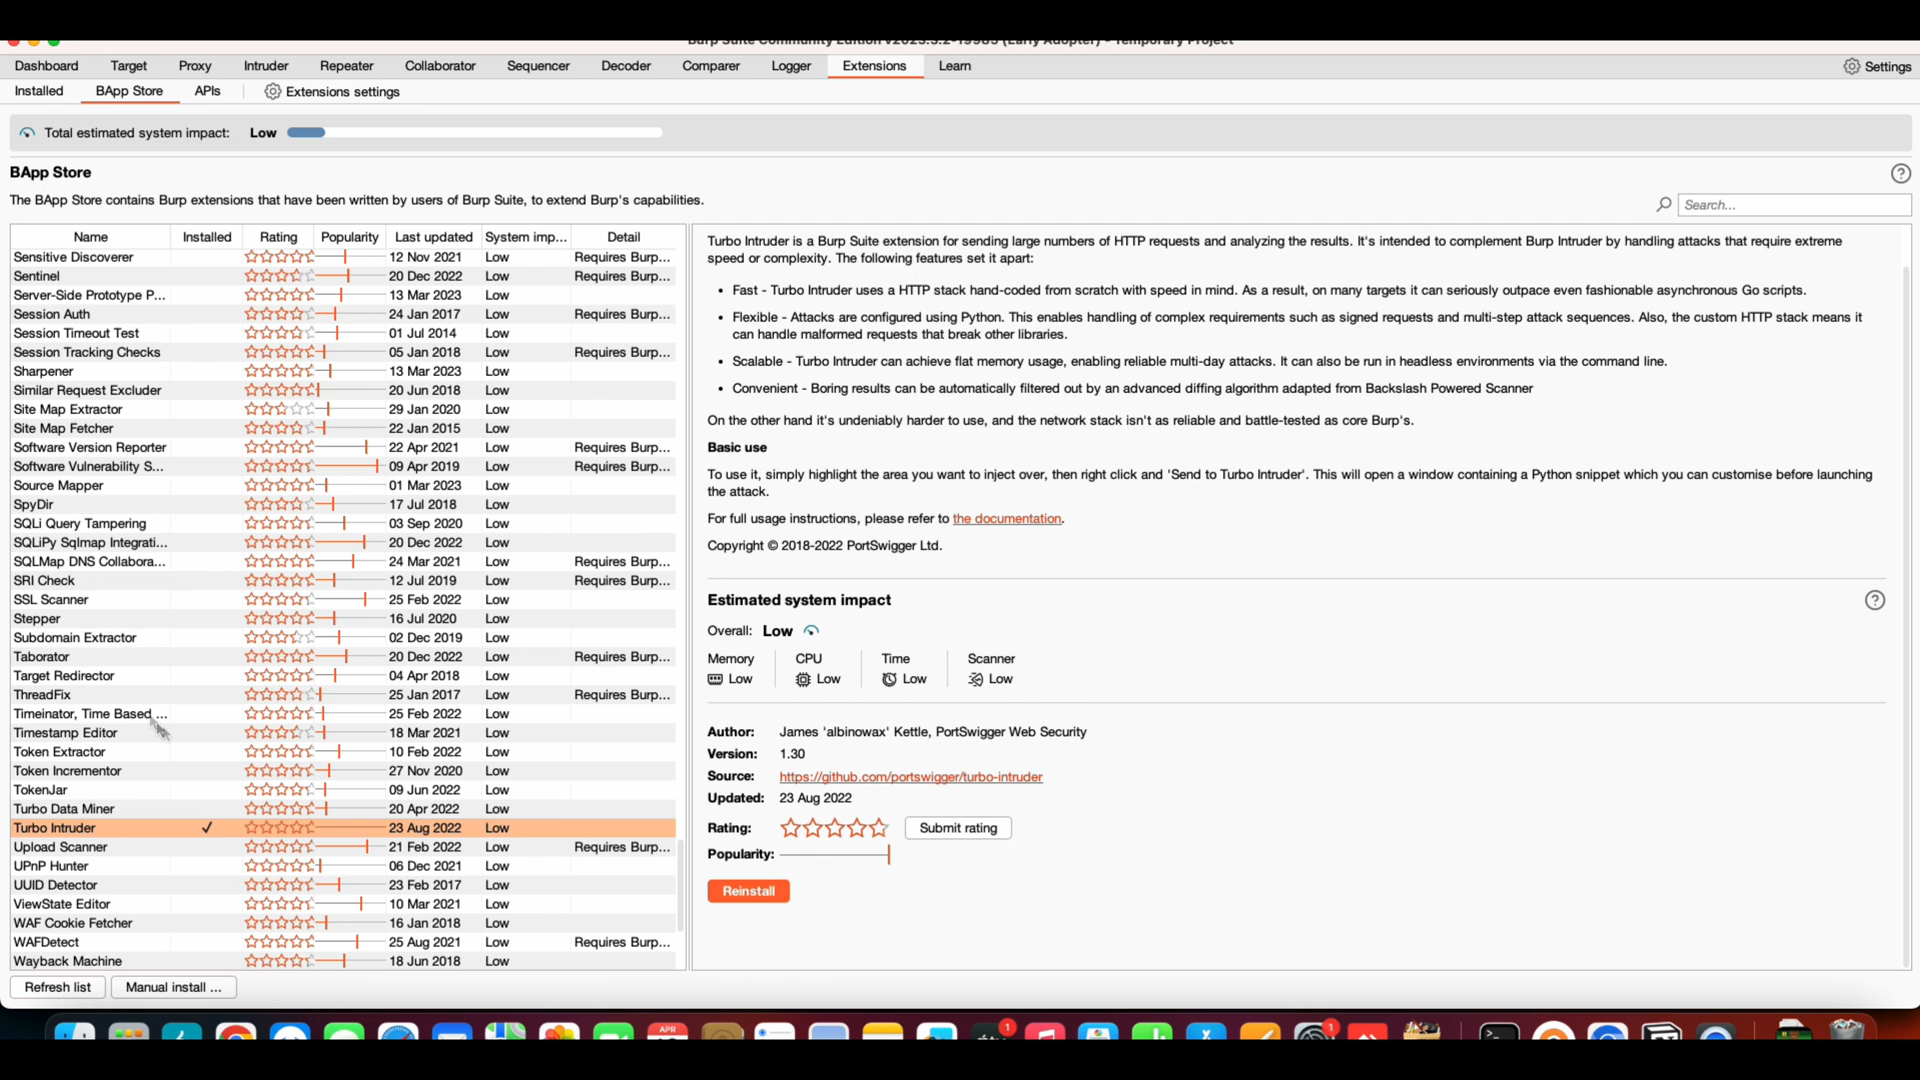 Burp Suite Community Edition v2023.3.2-19985 (Early Adopter) - Temporary Project
Dashboard Target Proxy Intruder Repeater Collaborator Sequencer Decoder Comparer Logger Extensions Learn Settings
Installed BApp Store APIs Extensions settings
Total estimated system impact: Low
BApp Store
The BApp Store contains Burp extensions that have been written by users of Burp Suite, to extend Burp's capabilities.
Search...
Name Installed Rating Popularity Last updated System imp... Detail
Sensitive Discoverer 12 Nov 2021 Low Requires Burp...
Sentinel 20 Dec 2022 Low Requires Burp...
Server-Side Prototype P... 13 Mar 2023 Low
Session Auth 24 Jan 2017 Low Requires Burp...
Session Timeout Test 01 Jul 2014 Low
Session Tracking Checks 05 Jan 2018 Low Requires Burp...
Sharpener 13 Mar 2023 Low
Similar Request Excluder 20 Jun 2018 Low
Site Map Extractor 29 Jan 2020 Low
Site Map Fetcher 22 Jan 2015 Low
Software Version Reporter 22 Apr 2021 Low Requires Burp...
Software Vulnerability S... 09 Apr 2019 Low Requires Burp...
Source Mapper 01 Mar 2023 Low
SpyDir 17 Jul 2018 Low
SQLi Query Tampering 03 Sep 2020 Low
SQLiPy Sqlmap Integrati... 20 Dec 2022 Low
SQLMap DNS Collabora... 24 Mar 2021 Low Requires Burp...
SRI Check 12 Jul 2019 Low Requires Burp...
SSL Scanner 25 Feb 2022 Low
Stepper 16 Jul 2020 Low
Subdomain Extractor 02 Dec 2019 Low
Taborator 20 Dec 2022 Low Requires Burp...
Target Redirector 04 Apr 2018 Low
ThreadFix 25 Jan 2017 Low Requires Burp...
Timeinator, Time Based ... 25 Feb 2022 Low
Timestamp Editor 18 Mar 2021 Low
Token Extractor 10 Feb 2022 Low
Token Incrementor 27 Nov 2020 Low
TokenJar 09 Jun 2022 Low
Turbo Data Miner 20 Apr 2022 Low
Turbo Intruder ✓ 23 Aug 2022 Low
Upload Scanner 21 Feb 2022 Low Requires Burp...
UPnP Hunter 06 Dec 2021 Low
UUID Detector 23 Feb 2017 Low
ViewState Editor 10 Mar 2021 Low
WAF Cookie Fetcher 16 Jan 2018 Low
WAFDetect 25 Aug 2021 Low Requires Burp...
Wayback Machine 18 Jun 2018 Low
Refresh list Manual install ...
Turbo Intruder is a Burp Suite extension for sending large numbers of HTTP requests and analyzing the results. It's intended to complement Burp Intruder by handling attacks that require extreme
speed or complexity. The following features set it apart:
• Fast - Turbo Intruder uses a HTTP stack hand-coded from scratch with speed in mind. As a result, on many targets it can seriously outpace even fashionable asynchronous Go scripts.
• Flexible - Attacks are configured using Python. This enables handling of complex requirements such as signed requests and multi-step attack sequences. Also, the custom HTTP stack means it
can handle malformed requests that break other libraries.
• Scalable - Turbo Intruder can achieve flat memory usage, enabling reliable multi-day attacks. It can also be run in headless environments via the command line.
• Convenient - Boring results can be automatically filtered out by an advanced diffing algorithm adapted from Backslash Powered Scanner
On the other hand it's undeniably harder to use, and the network stack isn't as reliable and battle-tested as core Burp's.
Basic use
To use it, simply highlight the area you want to inject over, then right click and 'Send to Turbo Intruder'. This will open a window containing a Python snippet which you can customise before launching
the attack.
For full usage instructions, please refer to the documentation.
Copyright © 2018-2022 PortSwigger Ltd.
Estimated system impact
Overall: Low
Memory CPU Time Scanner
Low Low Low Low
Author: James 'albinowax' Kettle, PortSwigger Web Security
Version: 1.30
Source: https://github.com/portswigger/turbo-intruder
Updated: 23 Aug 2022
Rating: Submit rating
Popularity:
Reinstall
APR
1
1